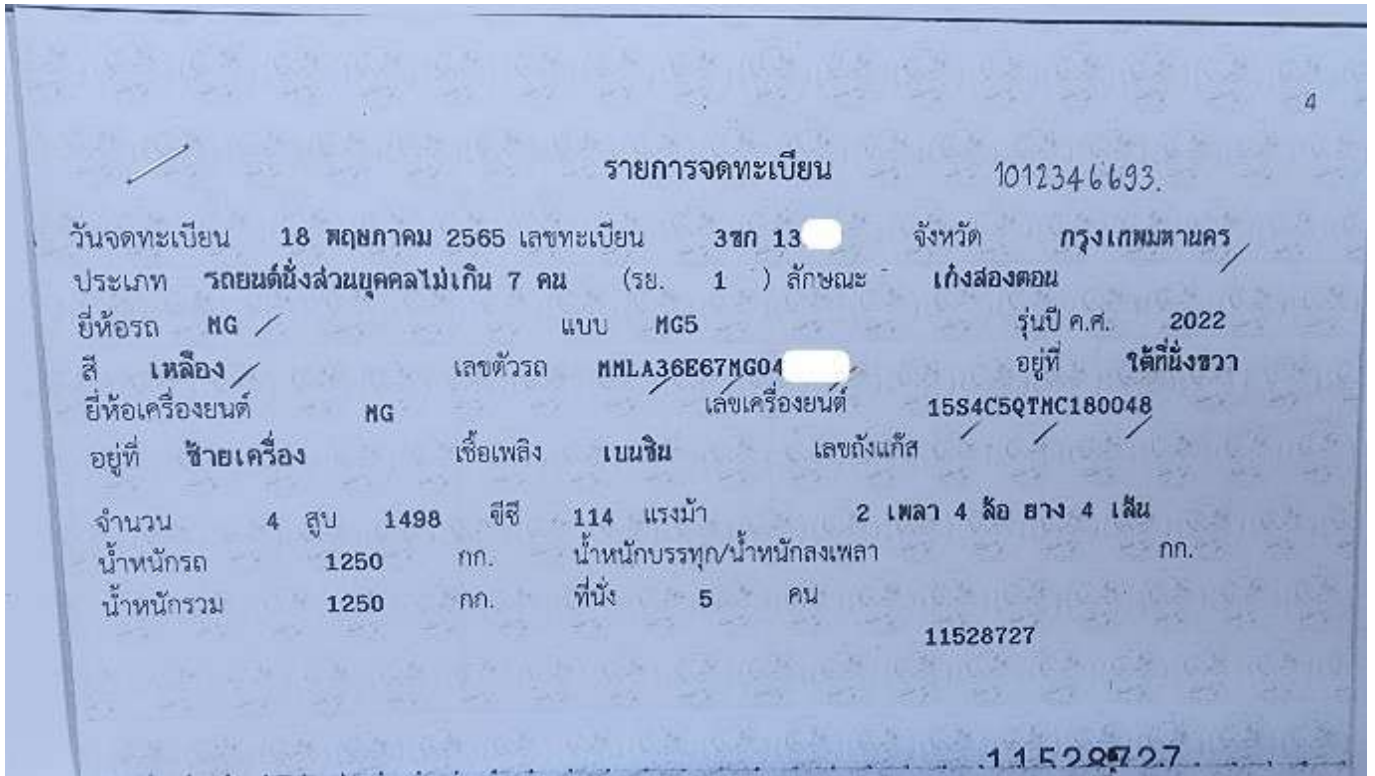 4
รายการจดทะเบียน 1012346693.
วันจดทะเบียน 18 พฤษภาคม 2565 เลขทะเบียน 3ขก 13 จังหวัด กรุงเทพมหานคร
ประเภท รถยนต์นั่งส่วนบุคคลไม่เกิน 7 คน (รย. 1 ) ลักษณะ เก๋งสองตอน
ยี่ห้อรถ MG แบบ MG5 รุ่นปี ค.ศ. 2022
สี เหลือง เลขตัวรถ MMLA36E67MG04 อยู่ที่ ใต้ที่นั่งขวา
ยี่ห้อเครื่องยนต์ MG เลขเครื่องยนต์ 15S4C5QTMC180048
อยู่ที่ ซ้ายเครื่อง เชื้อเพลิง เบนซิน เลขถังแก๊ส
จำนวน 4 สูบ 1498 ซีซี 114 แรงม้า 2 เพลา 4 ล้อ ยาง 4 เส้น
น้ำหนักรถ 1250 กก. น้ำหนักบรรทุก/น้ำหนักลงเพลา กก.
น้ำหนักรวม 1250 กก. ที่นั่ง 5 คน
11528727
11528727